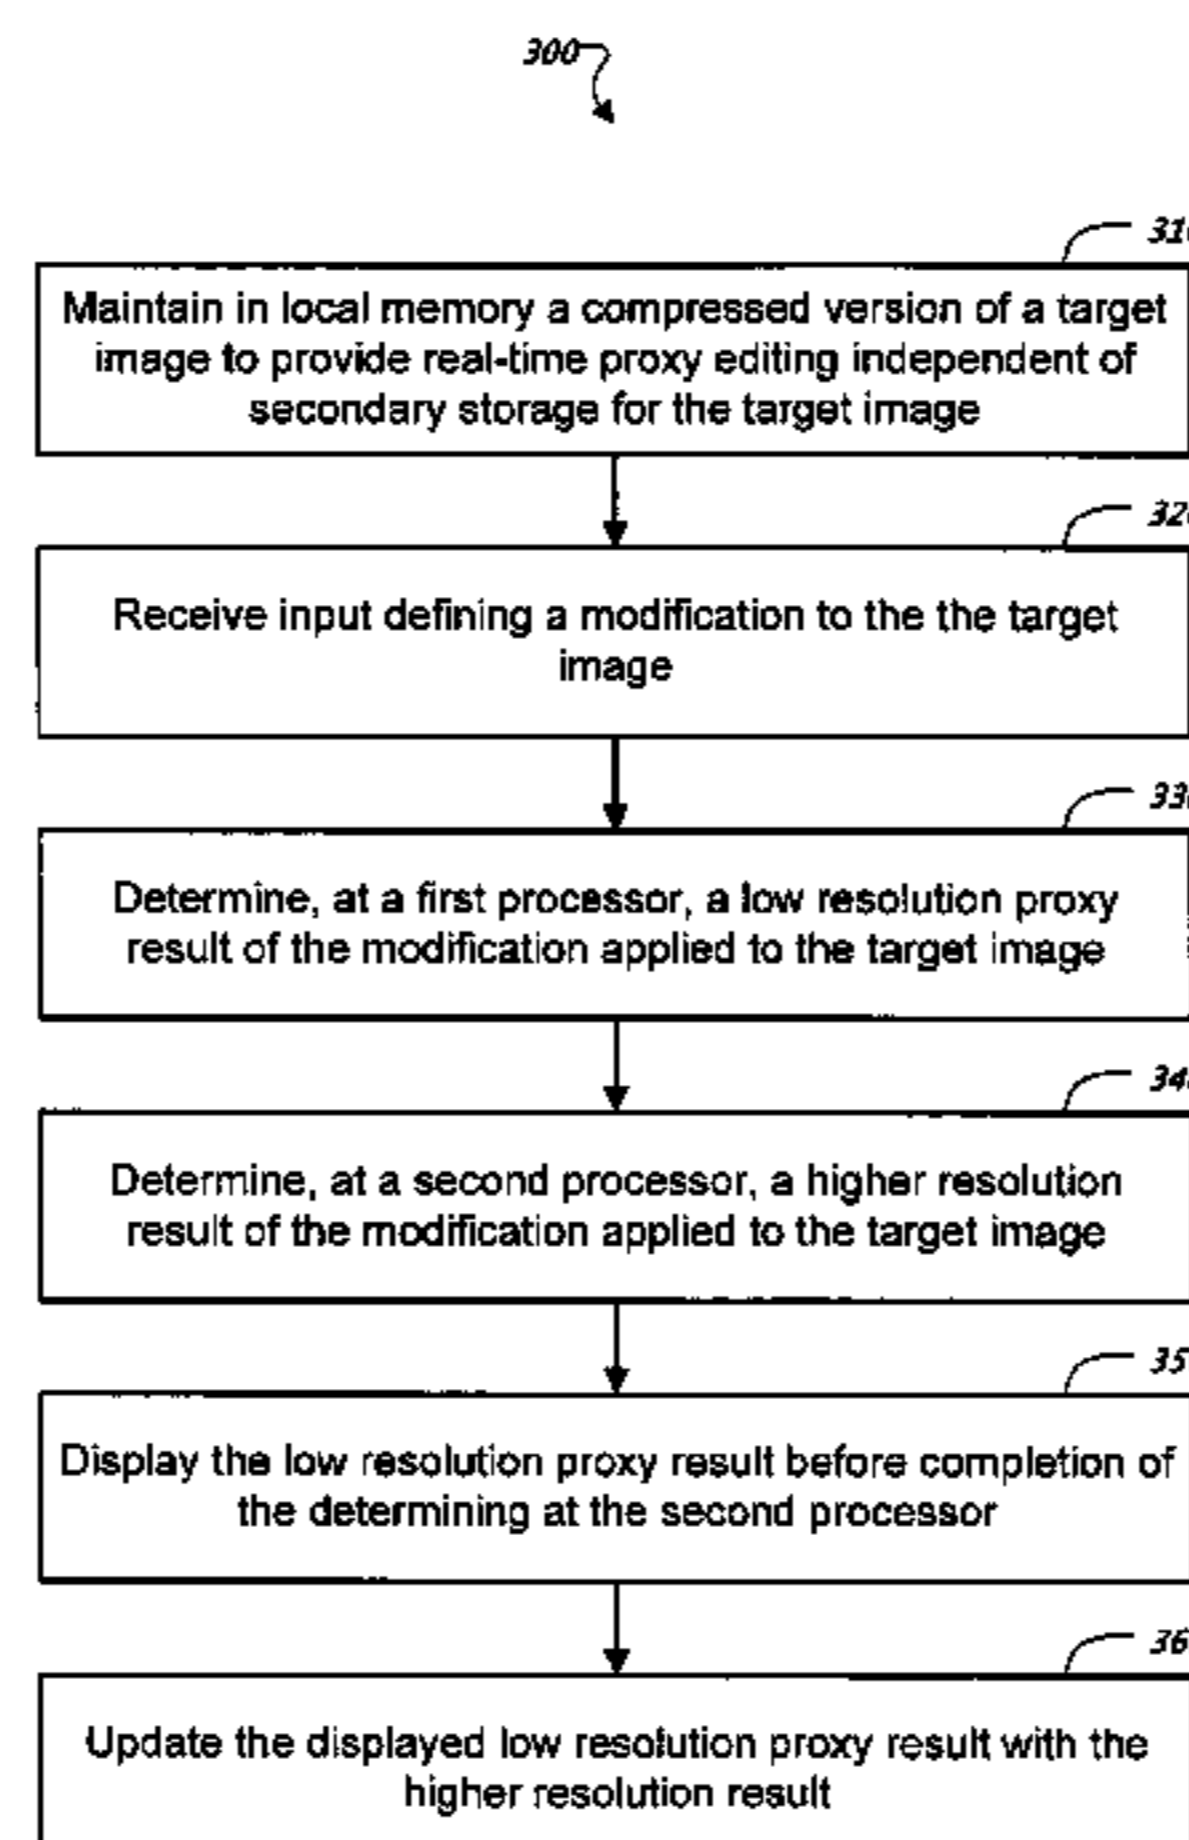 300
Maintain in local memory a compressed version of a target
image to provide real-time proxy editing independent of
secondary storage for the target image
Receive input defining a modification to the the target
image
Determine, at a first processor, a low resolution proxy
result of the modification applied to the target image
Determine, at a second processor, a higher resolution
result of the modification applied to the target image
Display the low resolution proxy result before completion of
the determining at the second processor
Update the displayed low resolution proxy result with the
higher resolution result